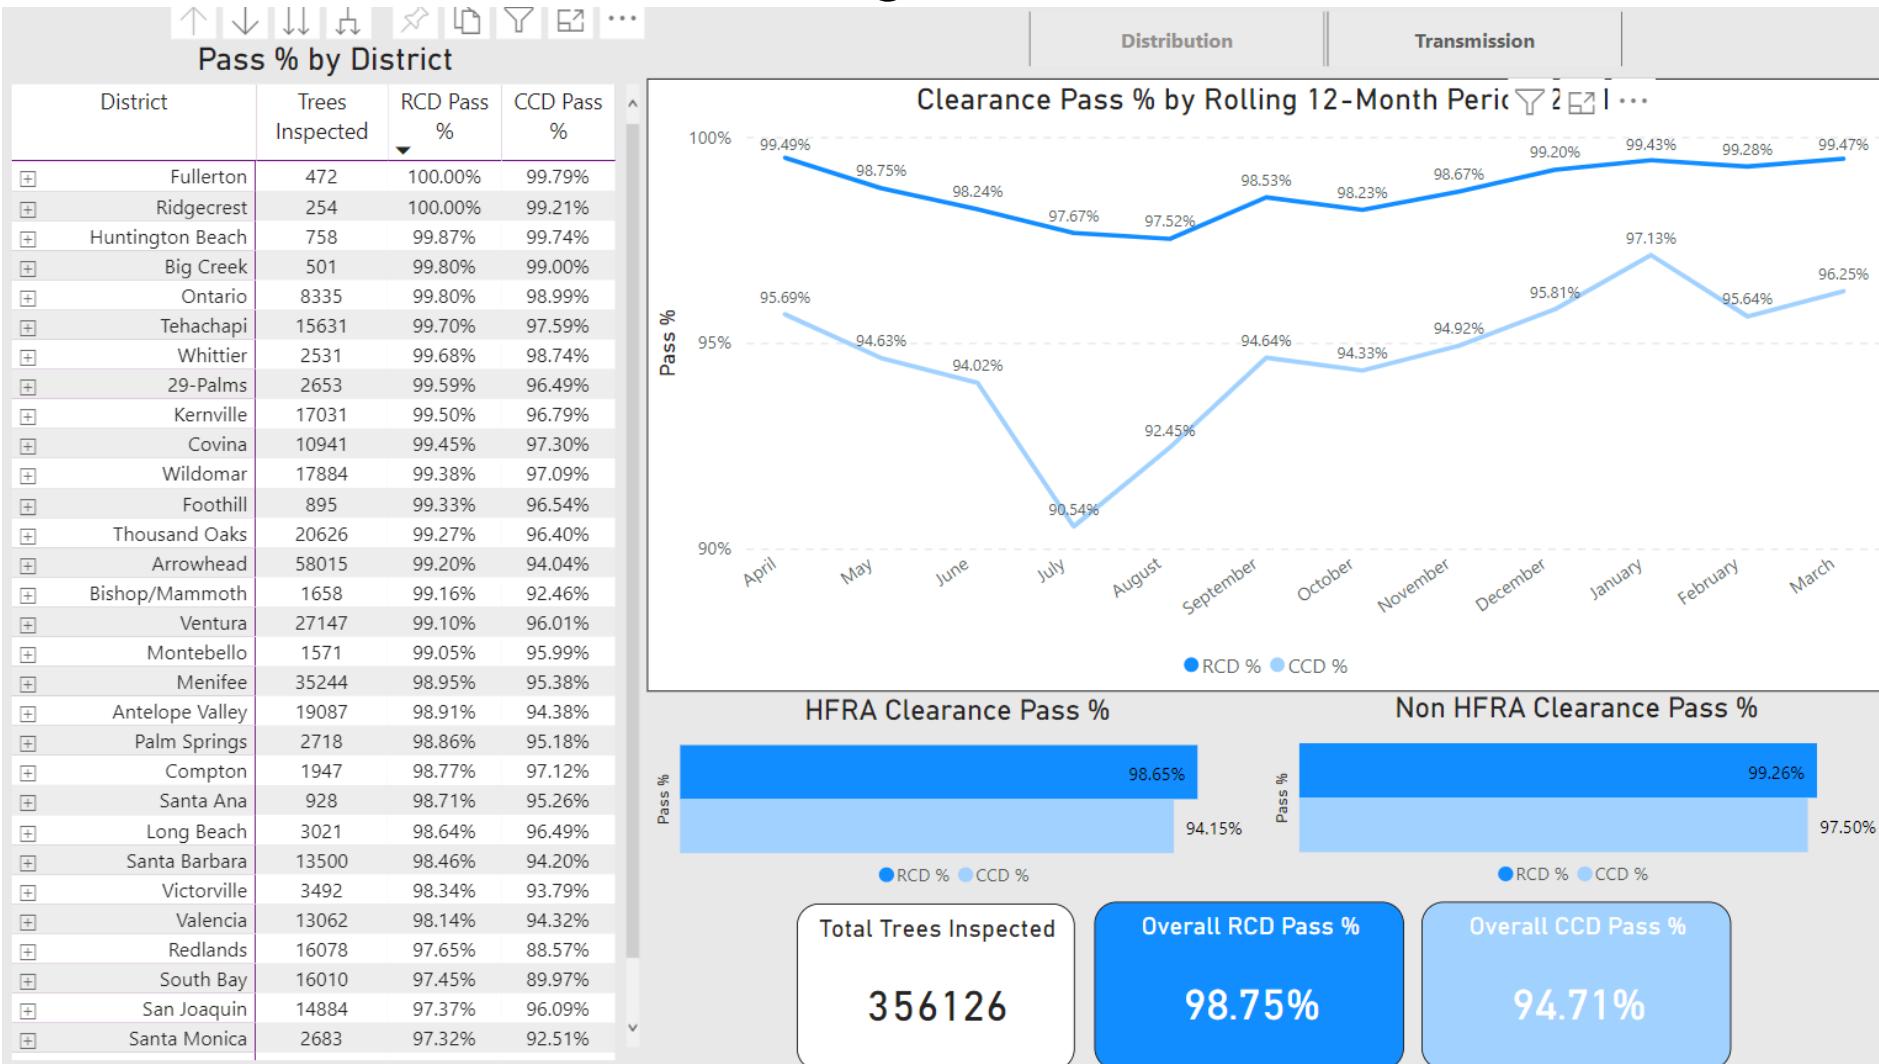 Pass % by District
District Trees Inspected RCD Pass % CCD Pass %
Fullerton 472 100.00% 99.79%
Ridgecrest 254 100.00% 99.21%
Huntington Beach 758 99.87% 99.74%
Big Creek 501 99.80% 99.00%
Ontario 8335 99.80% 98.99%
Tehachapi 15631 99.70% 97.59%
Whittier 2531 99.68% 98.74%
29-Palms 2653 99.59% 96.49%
Kernville 17031 99.50% 96.79%
Covina 10941 99.45% 97.30%
Wildomar 17884 99.38% 97.09%
Foothill 895 99.33% 96.54%
Thousand Oaks 20626 99.27% 96.40%
Arrowhead 58015 99.20% 94.04%
Bishop/Mammoth 1658 99.16% 92.46%
Ventura 27147 99.10% 96.01%
Montebello 1571 99.05% 95.99%
Menifee 35244 98.95% 95.38%
Antelope Valley 19087 98.91% 94.38%
Palm Springs 2718 98.86% 95.18%
Compton 1947 98.77% 97.12%
Santa Ana 928 98.71% 95.26%
Long Beach 3021 98.64% 96.49%
Santa Barbara 13500 98.46% 94.20%
Victorville 3492 98.34% 93.79%
Valencia 13062 98.14% 94.32%
Redlands 16078 97.65% 88.57%
South Bay 16010 97.45% 89.97%
San Joaquin 14884 97.37% 96.09%
Santa Monica 2683 97.32% 92.51%
Distribution Transmission
Clearance Pass % by Rolling 12-Month
Pass %
100%
95%
90%
99.49% 98.75% 98.24% 97.67% 97.52% 98.53% 98.23% 98.67% 99.20% 99.43% 99.28% 99.47%
95.69% 94.63% 94.02% 90.54% 92.45% 94.64% 94.33% 94.92% 95.81% 97.13% 95.64% 96.25%
April May June July August September October November December January February March
RCD % CCD %
HFRA Clearance Pass %
Pass %
98.65%
94.15%
RCD % CCD %
Non HFRA Clearance Pass %
Pass %
99.26%
97.50%
RCD % CCD %
Total Trees Inspected
356126
Overall RCD Pass %
98.75%
Overall CCD Pass %
94.71%